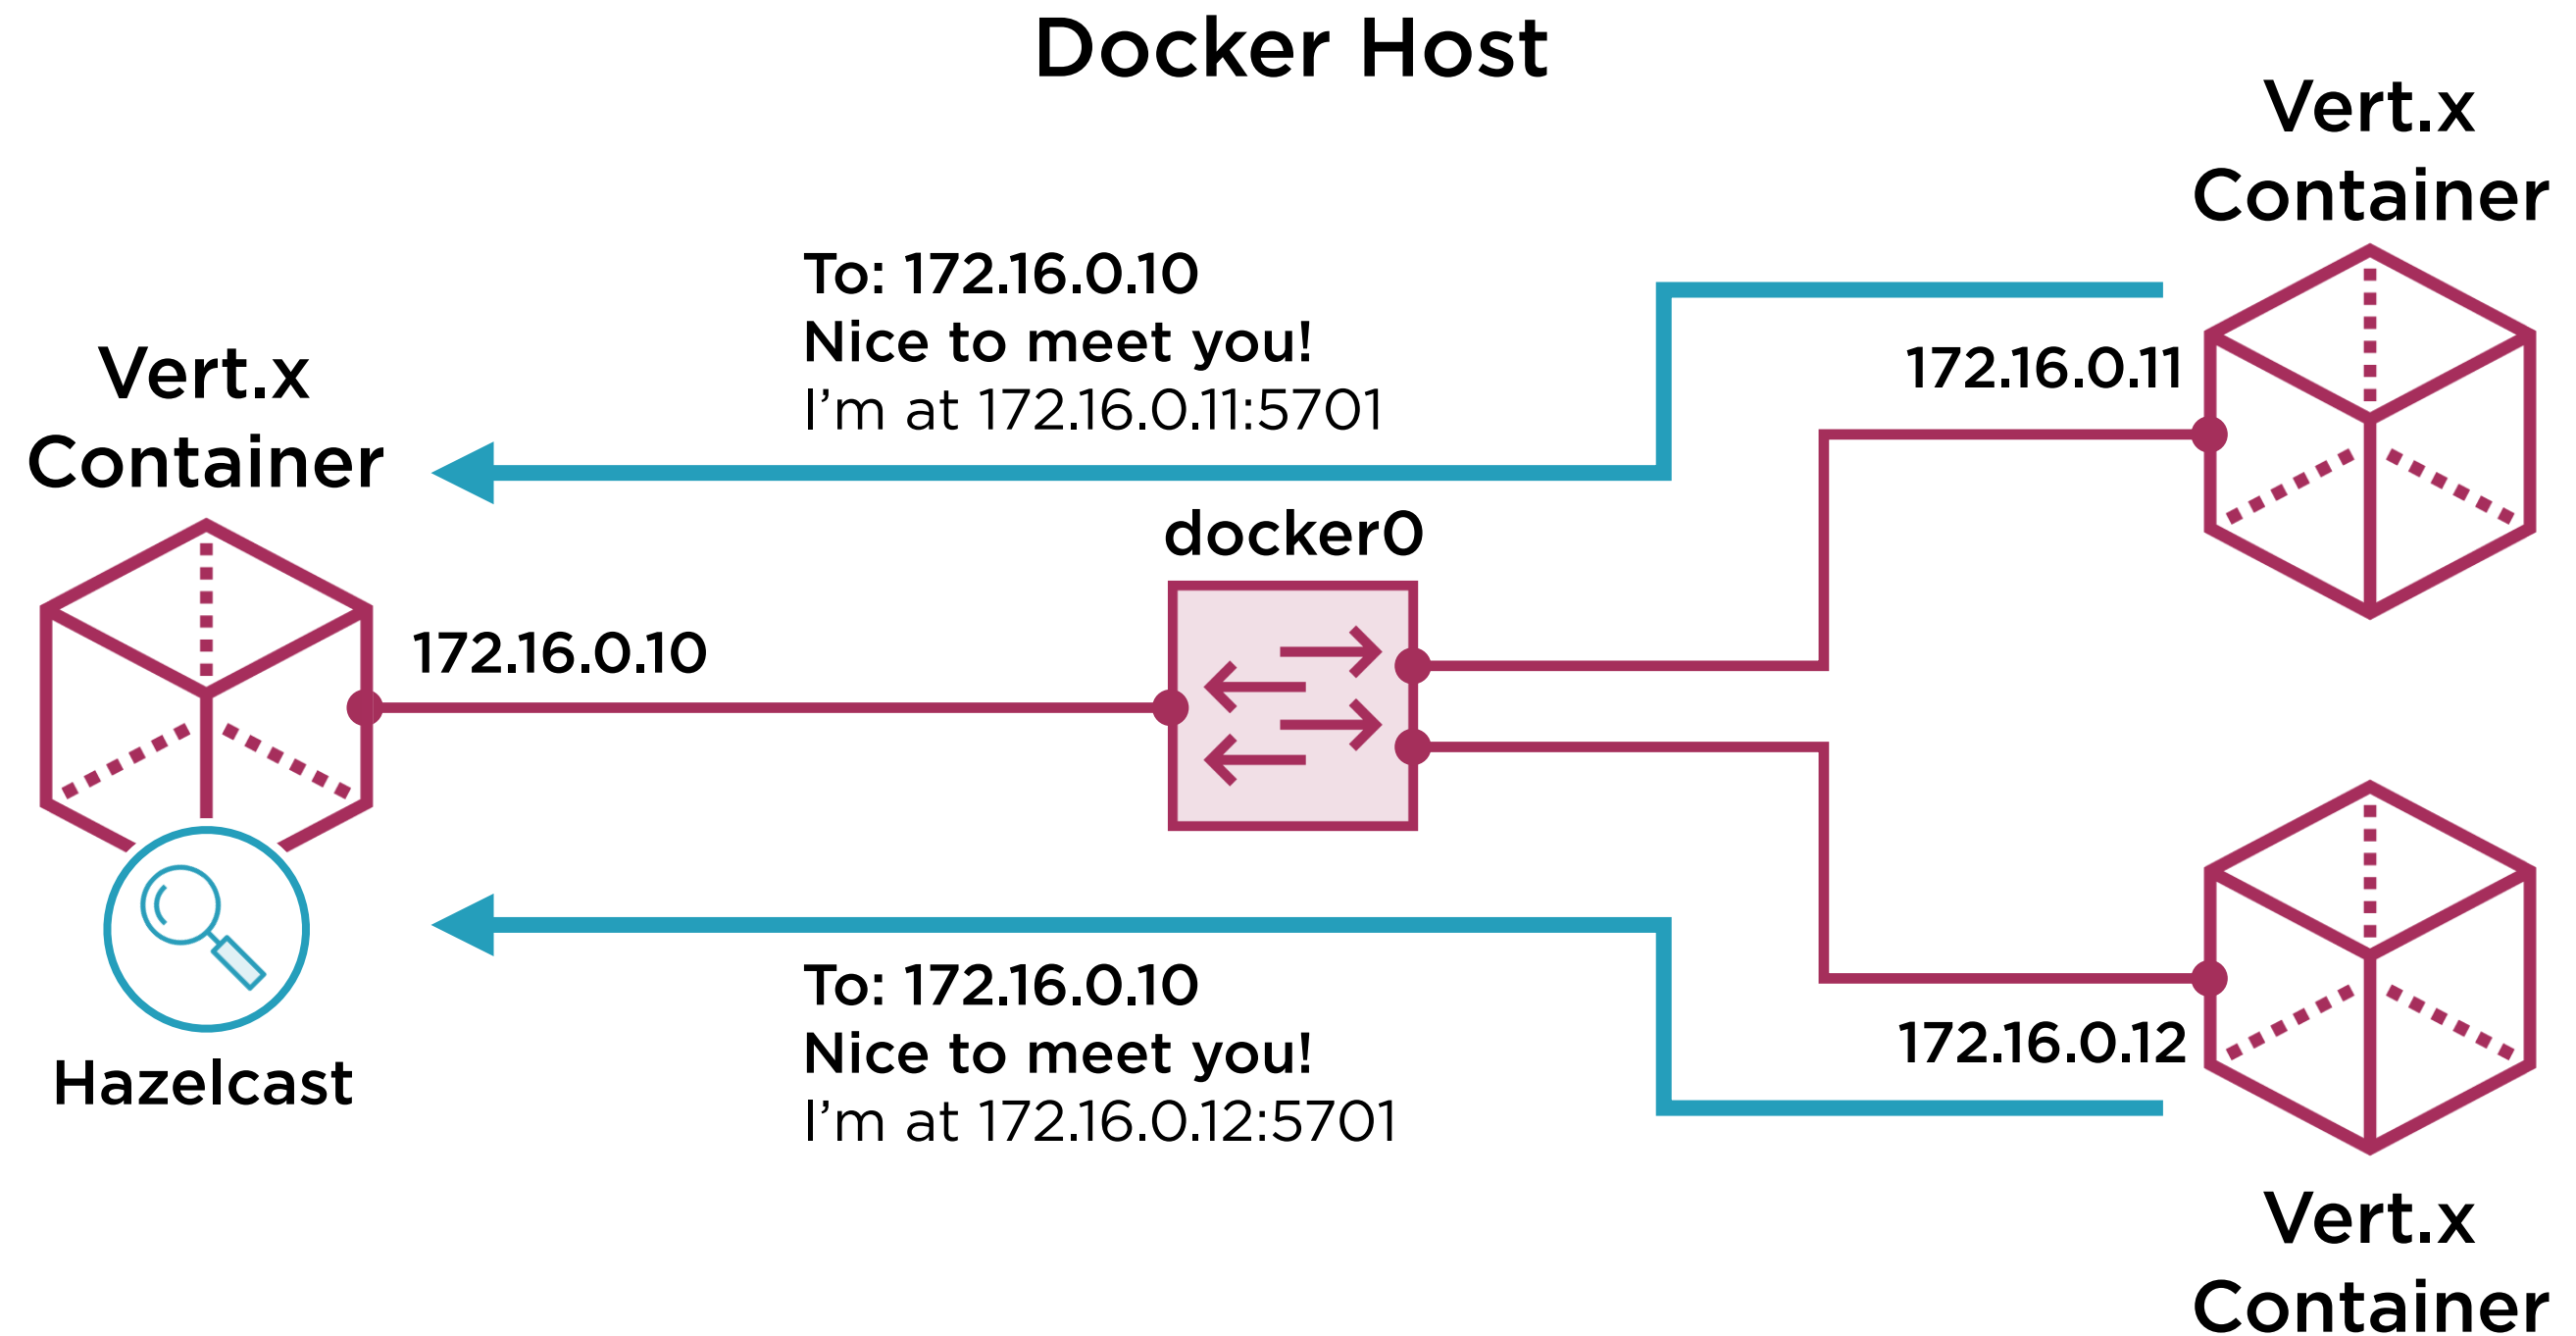 Docker Host
Vert.x
Container
To: 172.16.0.10
Nice to meet you!
I'm at 172.16.0.11:5701
172.16.0.11
Vert.x
Container
docker0
172.16.0.10
To: 172.16.0.10
Nice to meet you!
I'm at 172.16.0.12:5701
172.16.0.12
Hazelcast
Vert.x
Container